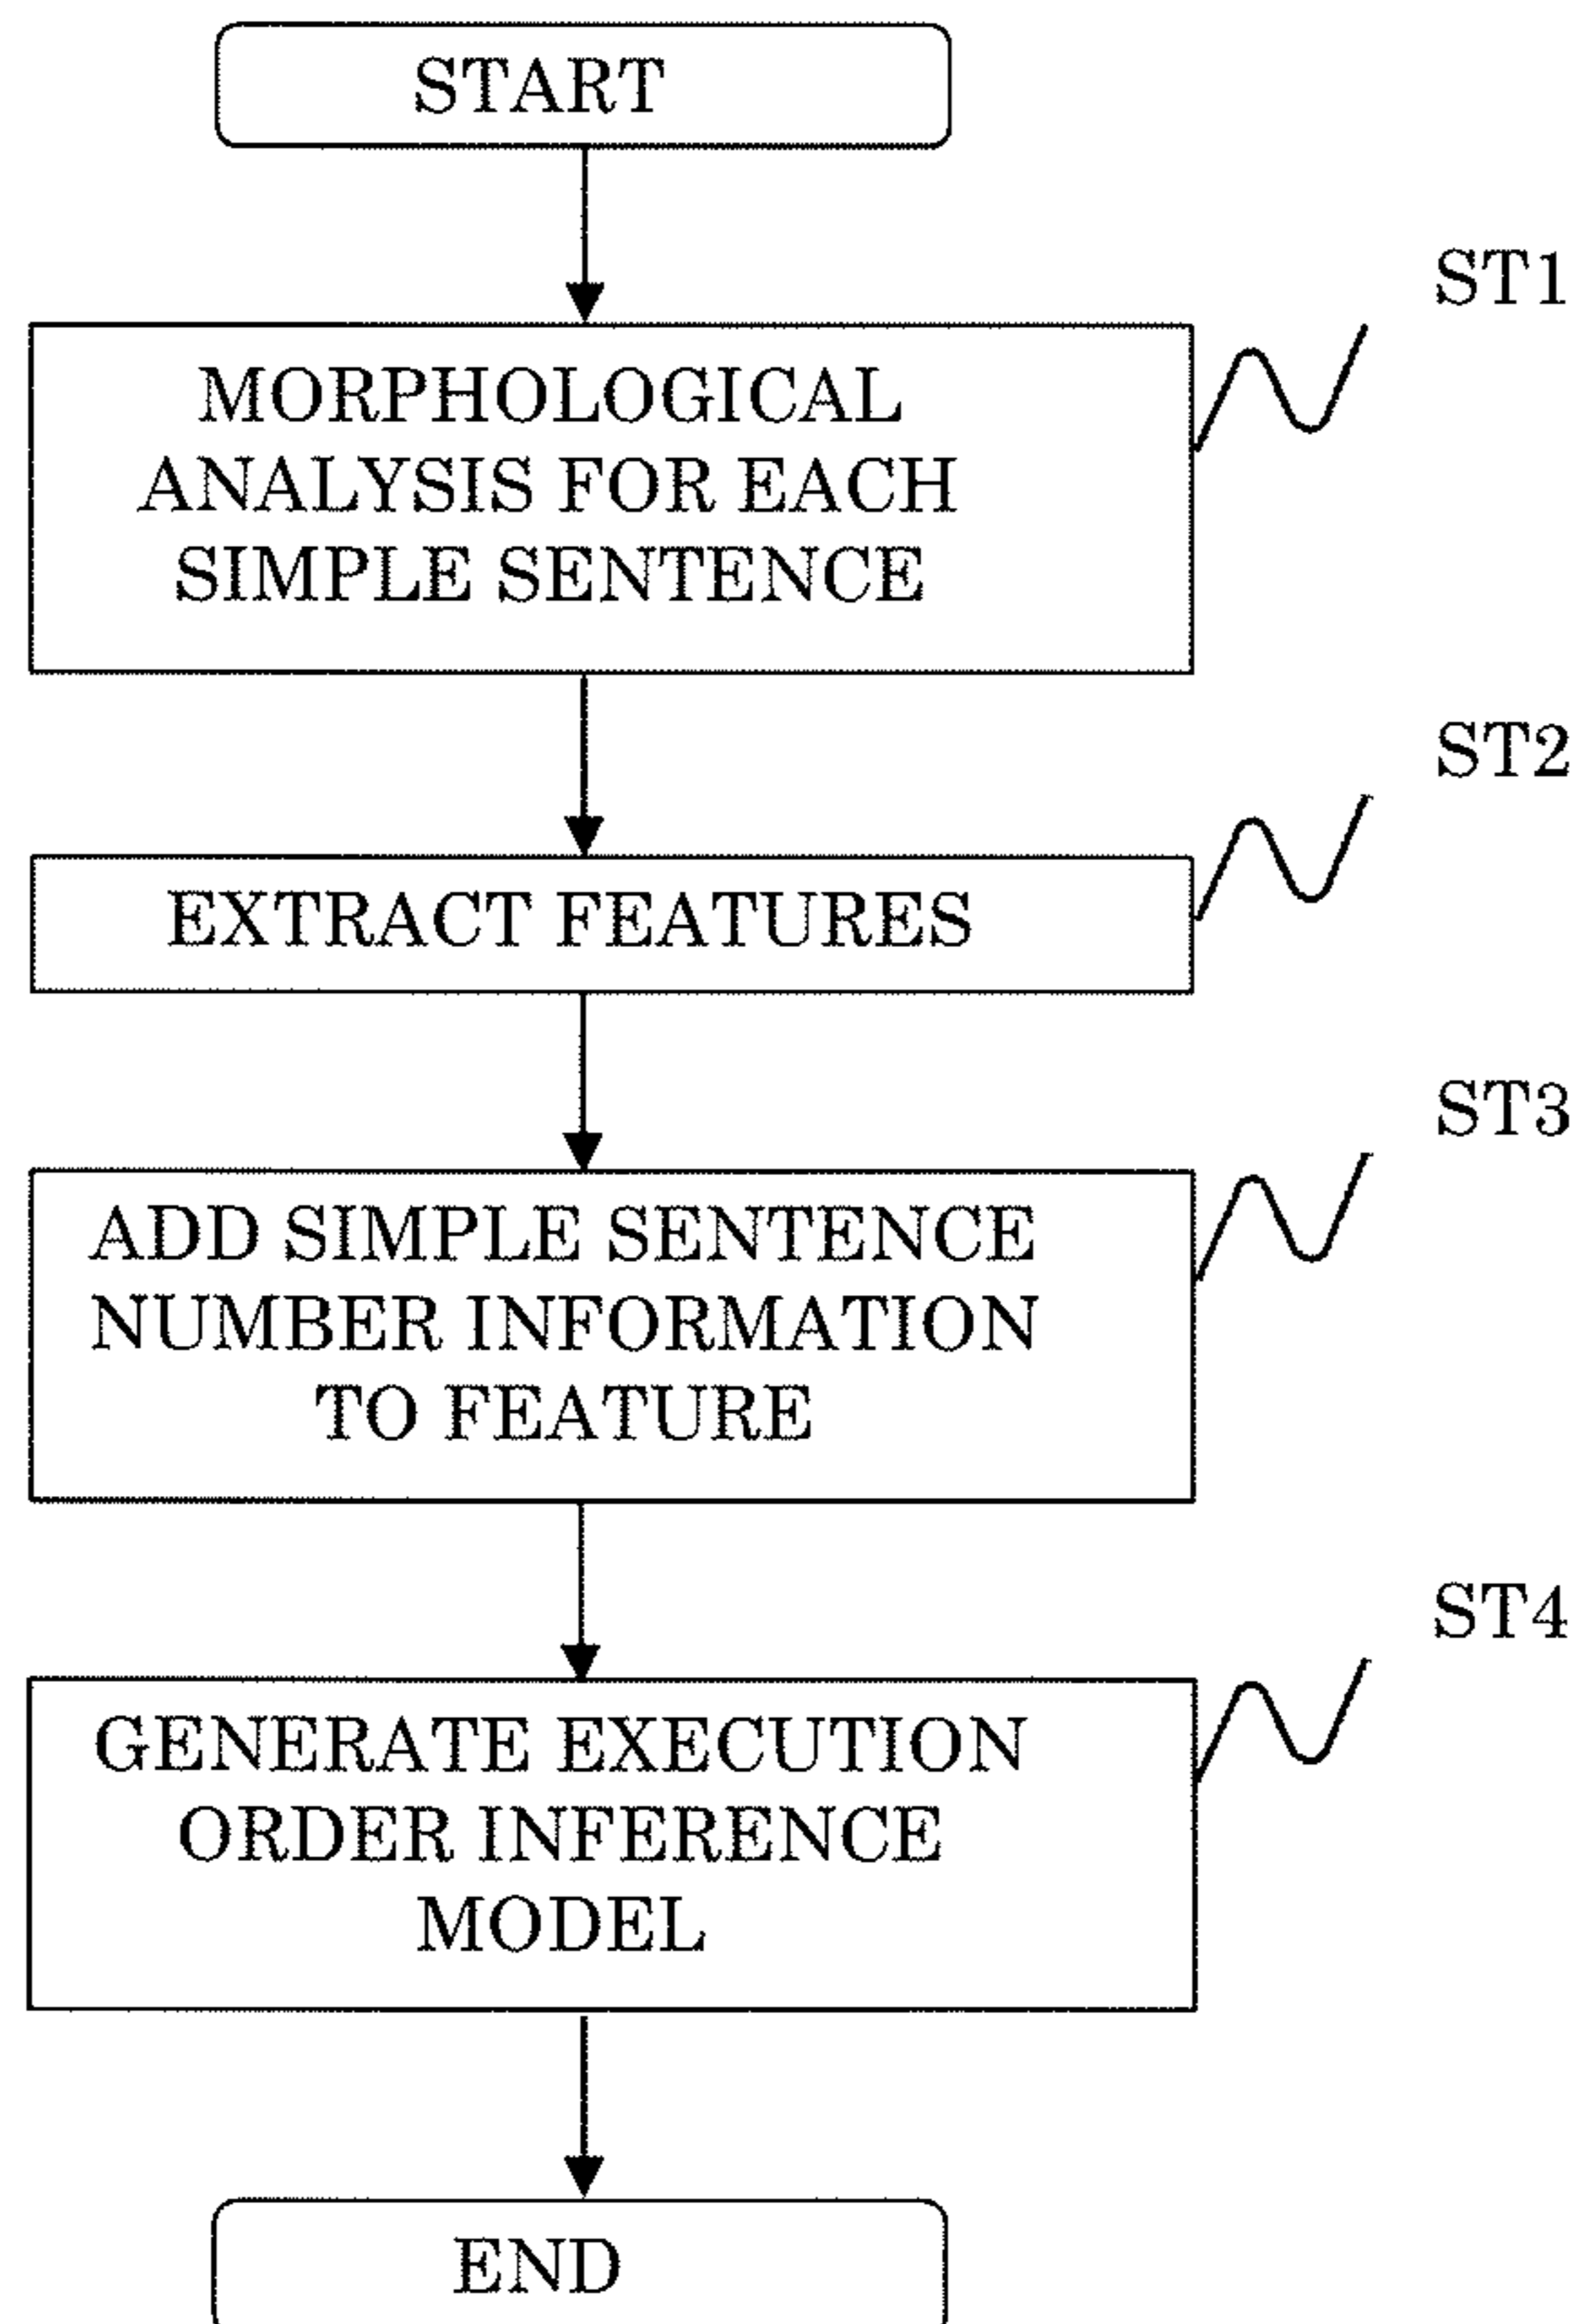 START
ST1
MORPHOLOGICAL
ANALYSIS FOR EACH
SIMPLE SENTENCE
ST2
EXTRACT FEATURES
ST3
ADD SIMPLE SENTENCE
NUMBER INFORMATION
TO FEATURE
ST4
GENERATE EXECUTION
ORDER INFERENCE
MODEL
END